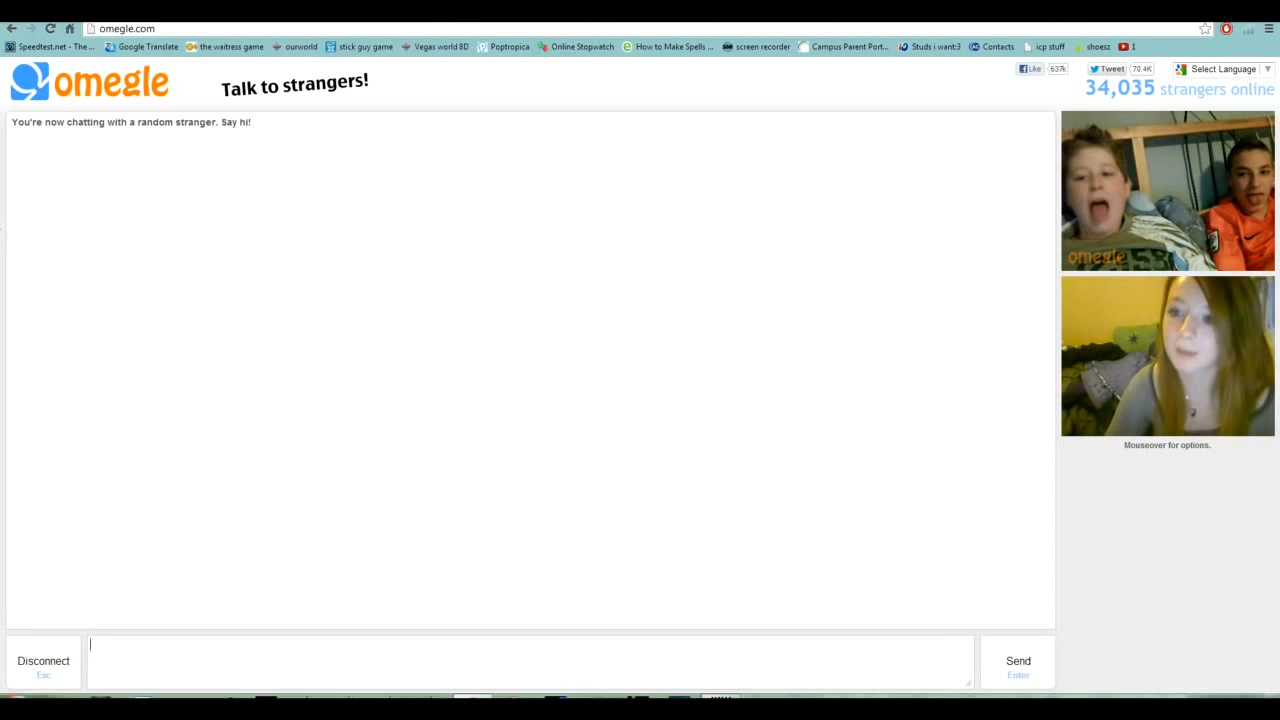 omegle.com
Speedtest.net - The ... Google Translate the waitress game ourworld stick guy game Vegas world 8D Poptropica Online Stopwatch How to Make Spells ... screen recorder Campus Parent Port... Studs i want:3 Contacts icp stuff shoesz 1
omegle Talk to strangers! Like 637k Tweet 70.4K Select Language
34,035 strangers online
You're now chatting with a random stranger. Say hi!
omegle
Mouseover for options.
Disconnect Send
Esc Enter